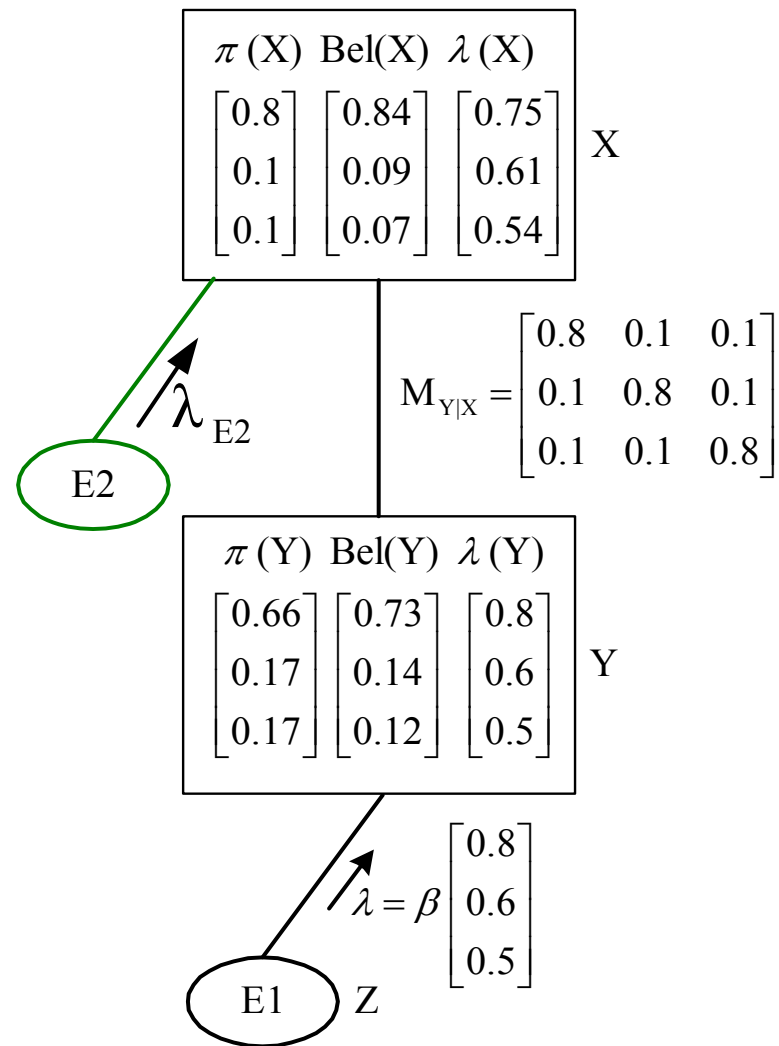 π (X) Bel(X) λ (X)
[0.8 0.1 0.1] [0.84 0.09 0.07] [0.75 0.61 0.54]
X
λ E2
E2
M Y|X = [0.8 0.1 0.1
0.1 0.8 0.1
0.1 0.1 0.8]
π (Y) Bel(Y) λ (Y)
[0.66 0.17 0.17] [0.73 0.14 0.12] [0.8 0.6 0.5]
Y
λ = β [0.8 0.6 0.5]
E1
Z